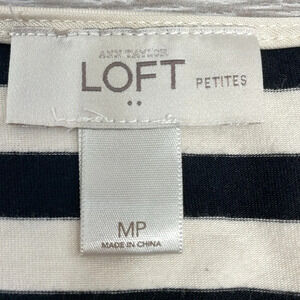 ANN TAYLOR
LOFT PETITES
MP
MADE IN CHINA